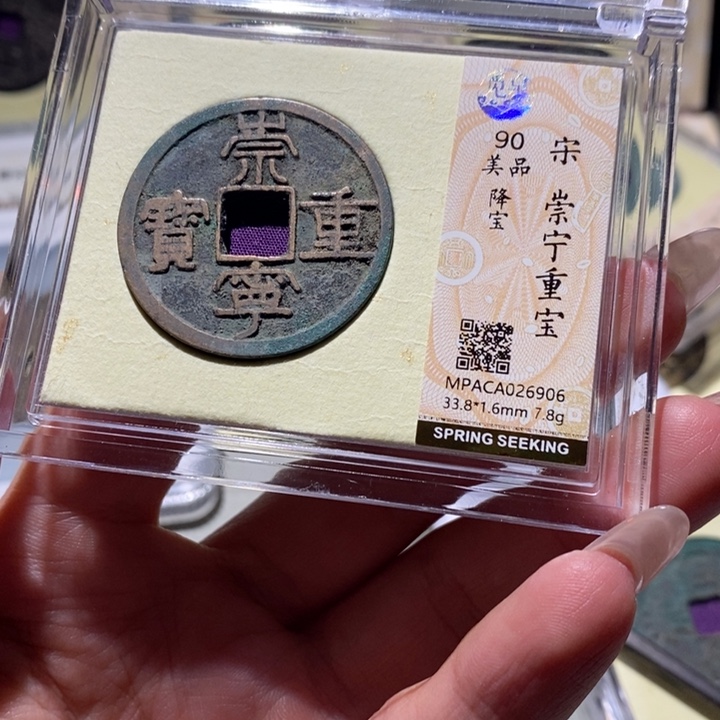 崇
寧
重
寶
宋
崇宁重宝
90
美品
降宝
MPACA026906
33.8*1.6mm 7.8g
SPRING SEEKING